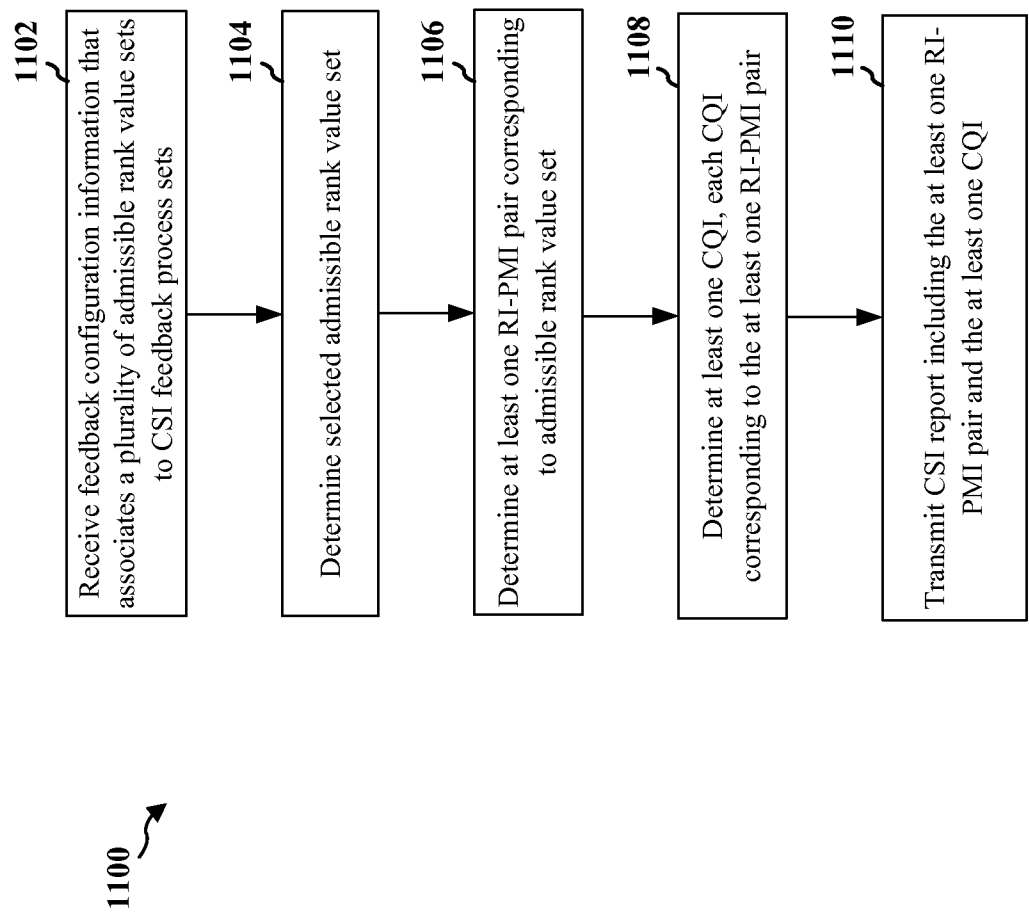 1100
1102
Receive feedback configuration information that
associates a plurality of admissible rank value sets
to CSI feedback process sets
1104
Determine selected admissible rank value set
1106
Determine at least one RI-PMI pair corresponding
to admissible rank value set
1108
Determine at least one CQI, each CQI
corresponding to the at least one RI-PMI pair
1110
Transmit CSI report including the at least one RI-
PMI pair and the at least one CQI